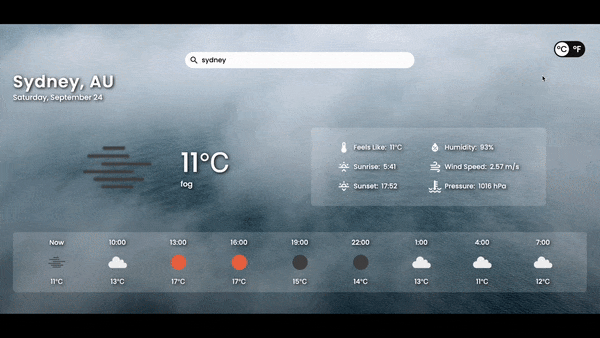 sydney
°C °F
Sydney, AU
Saturday, September 24
11°C
fog
Feels Like: 11°C
Humidity: 93%
Sunrise: 5:41
Wind Speed: 2.57 m/s
Sunset: 17:52
Pressure: 1016 hPa
Now 10:00 13:00 16:00 19:00 22:00 1:00 4:00 7:00
11°C 13°C 17°C 17°C 15°C 14°C 13°C 11°C 12°C